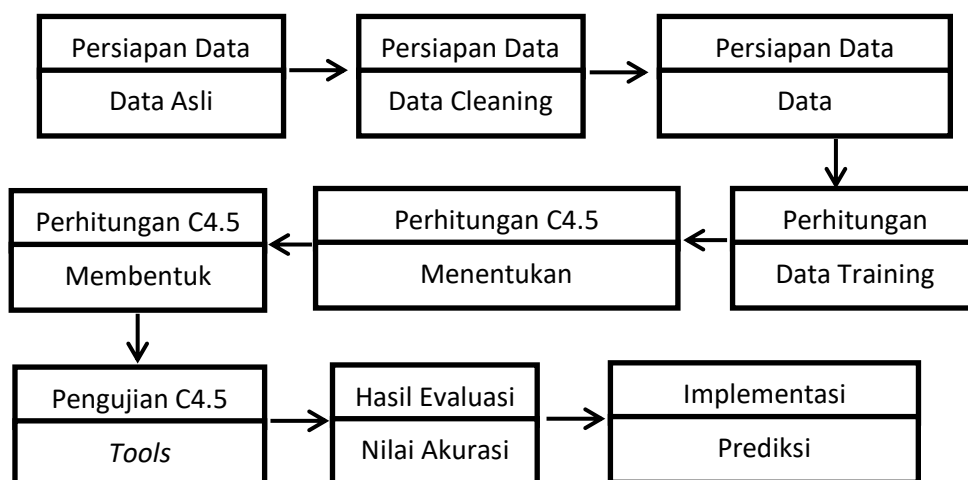 Persiapan Data
Data Asli
Persiapan Data
Data Cleaning
Persiapan Data
Data
Perhitungan
Data Training
Perhitungan C4.5
Menentukan
Perhitungan C4.5
Membentuk
Pengujian C4.5
Tools
Hasil Evaluasi
Nilai Akurasi
Implementasi
Prediksi